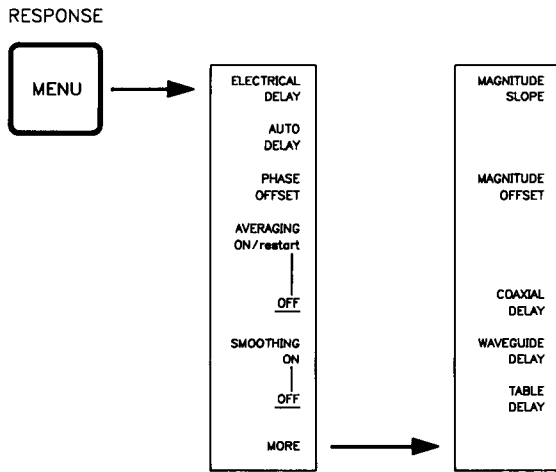 RESPONSE
MENU
ELECTRICAL
DELAY
AUTO
DELAY
PHASE
OFFSET
AVERAGING
ON/restart
OFF
SMOOTHING
ON
OFF
MORE
MAGNITUDE
SLOPE
MAGNITUDE
OFFSET
COAXIAL
DELAY
WAVEGUIDE
DELAY
TABLE
DELAY